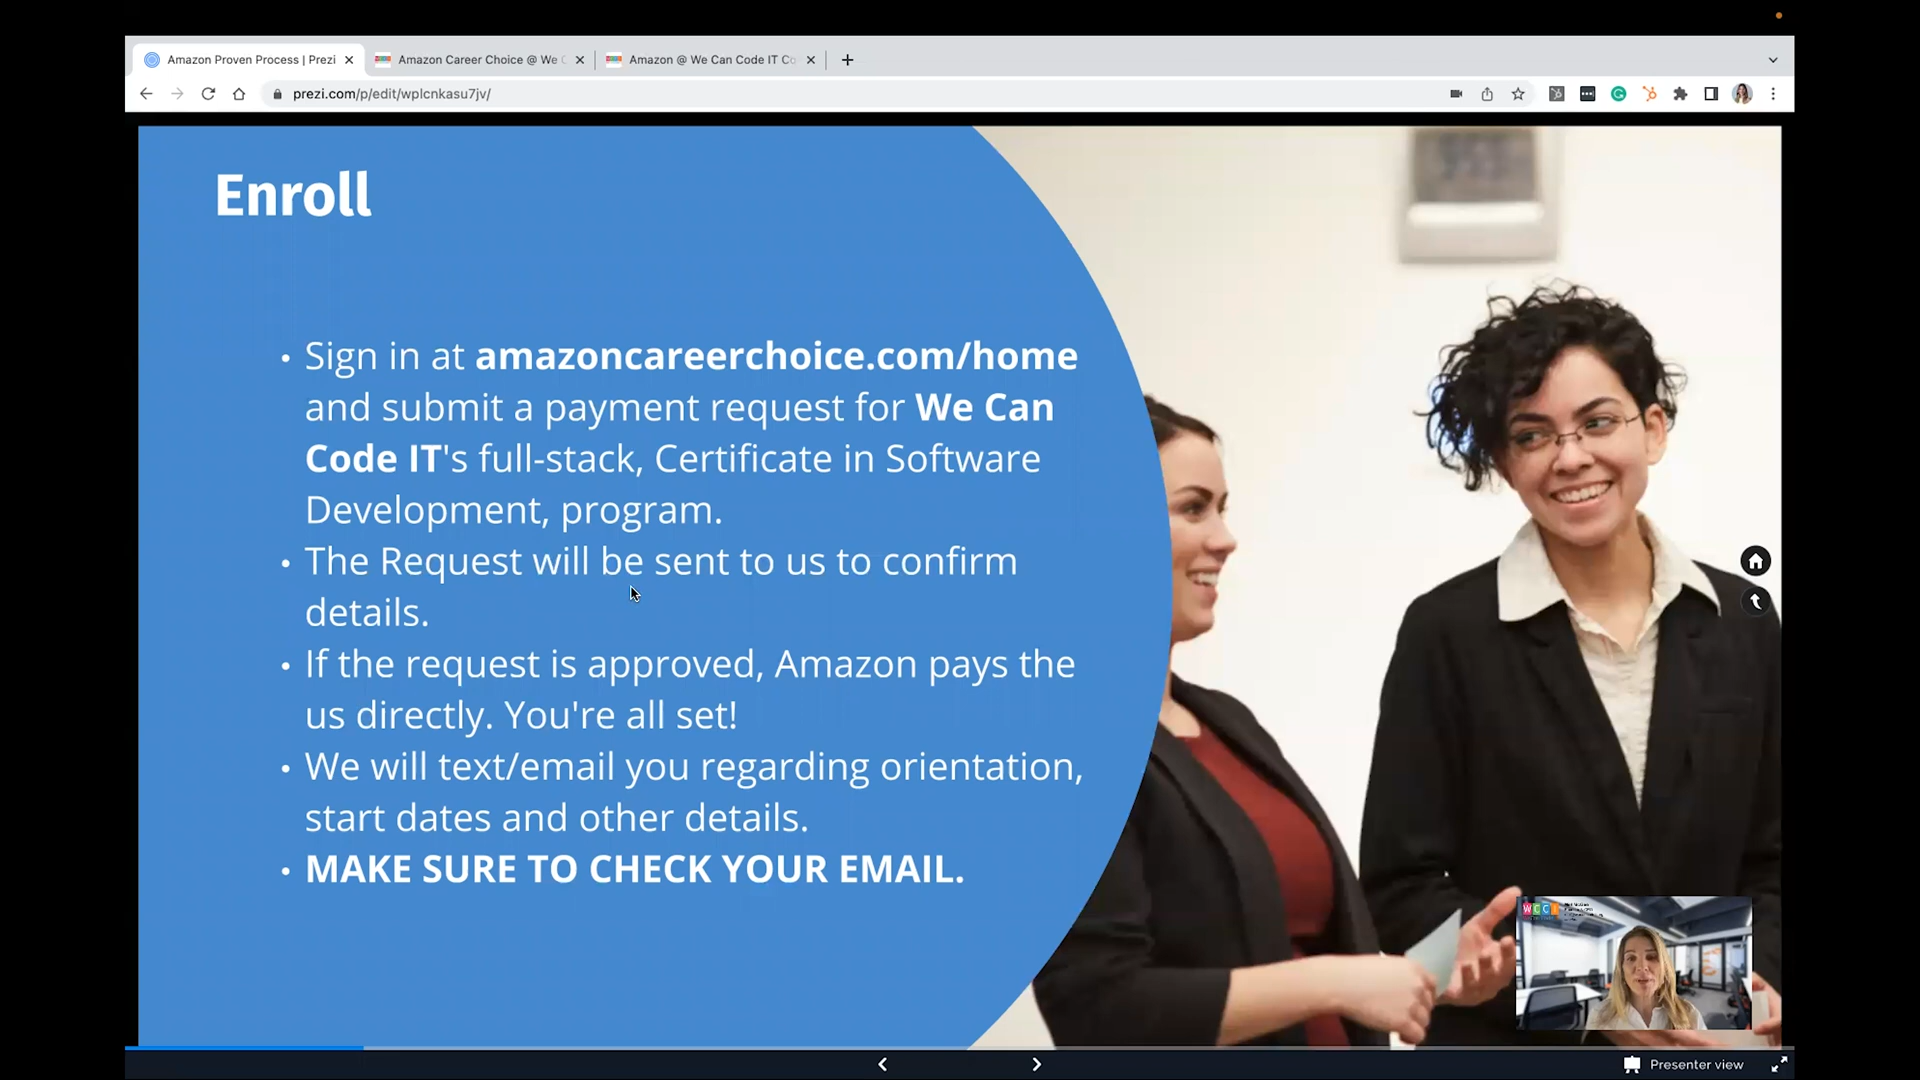 Amazon Proven Process | Prezi
Amazon Career Choice @ We C
Amazon @ We Can Code IT Co
prezi.com/p/edit/wplcnkasu7jv/
Enroll
• Sign in at amazoncareerchoice.com/home
and submit a payment request for We Can
Code IT's full-stack, Certificate in Software
Development, program.
• The Request will be sent to us to confirm
details.
• If the request is approved, Amazon pays the
us directly. You're all set!
• We will text/email you regarding orientation,
start dates and other details.
• MAKE SURE TO CHECK YOUR EMAIL.
Presenter view